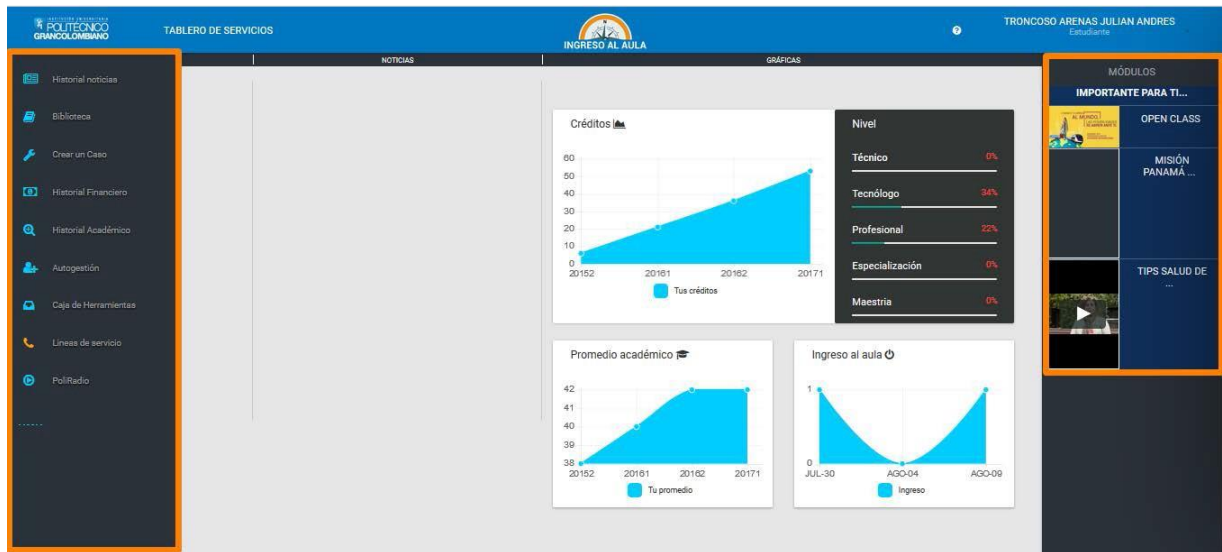 INSTITUCIÓN UNIVERSITARIA
POLITÉCNICO
GRANCOLOMBIANO
TABLERO DE SERVICIOS
INGRESO AL AULA
?
TRONCOSO ARENAS JULIAN ANDRES
Estudiante
Historial noticias
Biblioteca
Crear un Caso
Historial Financiero
Historial Académico
Autogestión
Caja de Herramientas
Lineas de servicio
PoliRadio
NOTICIAS
GRÁFICAS
Créditos
60
50
40
30
20
10
0
20152 20161 20162 20171
Tus créditos
Nivel
Técnico 0%
Tecnólogo 34%
Profesional 22%
Especialización 0%
Maestria 0%
Promedio académico
42
41
40
39
38
20152 20161 20162 20171
Tu promedio
Ingreso al aula
1
0
JUL-30 AGO-04 AGO-09
Ingreso
MÓDULOS
IMPORTANTE PARA TI...
AL MUNDO,
OPEN CLASS
MISIÓN
PANAMÁ ...
TIPS SALUD DE
...